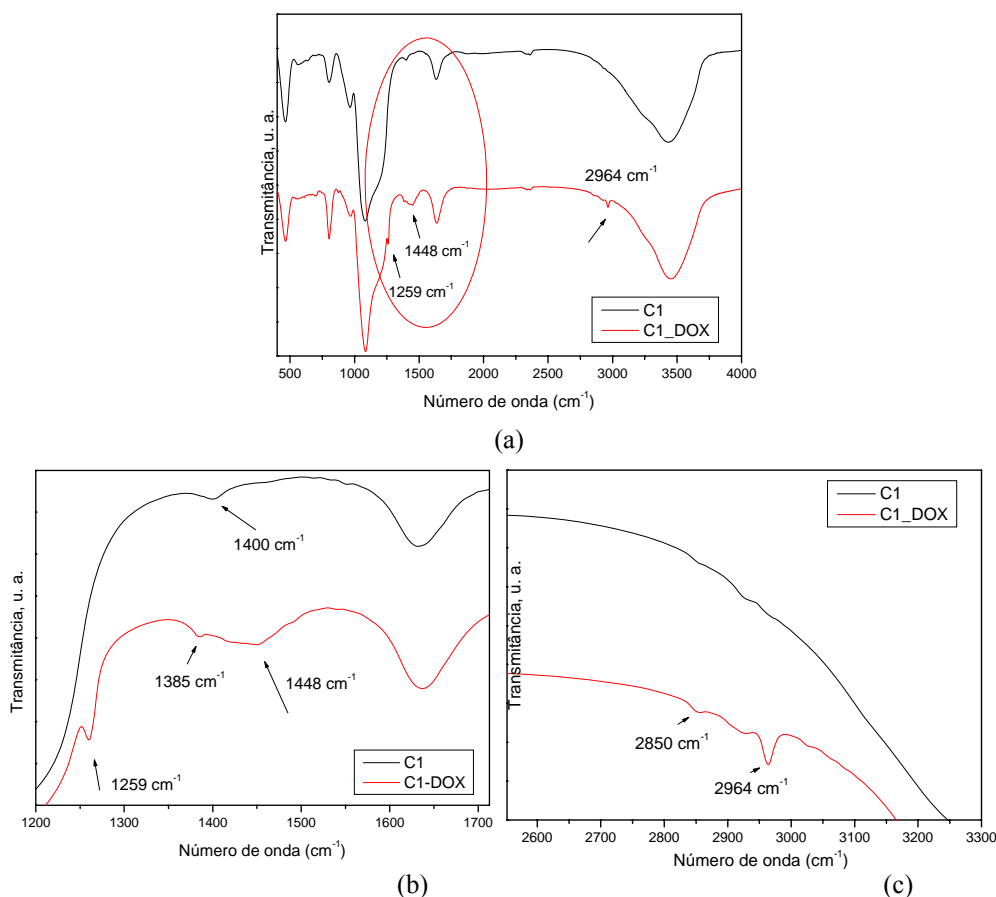 Transmitância, u. a.
2964 cm⁻¹
1448 cm⁻¹
1259 cm⁻¹
C1
C1_DOX
500 1000 1500 2000 2500 3000 3500 4000
Número de onda (cm⁻¹)
(a)
Transmitância, u. a.
1400 cm⁻¹
1385 cm⁻¹
1448 cm⁻¹
1259 cm⁻¹
C1
C1-DOX
1200 1300 1400 1500 1600 1700
Número de onda (cm⁻¹)
(b)
Transmitância, u. a.
C1
C1_DOX
2850 cm⁻¹
2964 cm⁻¹
2600 2700 2800 2900 3000 3100 3200 3300
Número de onda (cm⁻¹)
(c)